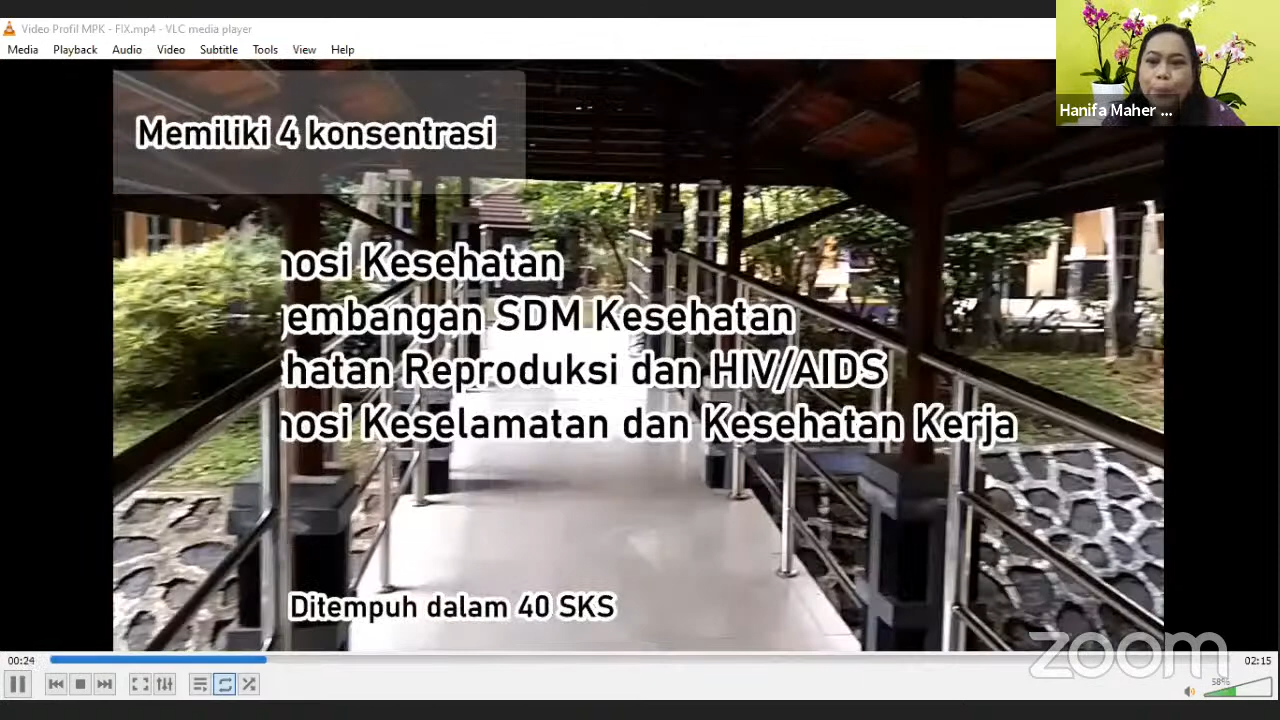 Video Profil MPK - FIX.mp4 - VLC media player
Media Playback Audio Video Subtitle Tools View Help
Hanifa Maher ...
Memiliki 4 konsentrasi
nosi Kesehatan
gembangan SDM Kesehatan
hatan Reproduksi dan HIV/AIDS
nosi Keselamatan dan Kesehatan Kerja
Ditempuh dalam 40 SKS
zoom
00:24
02:15
58%